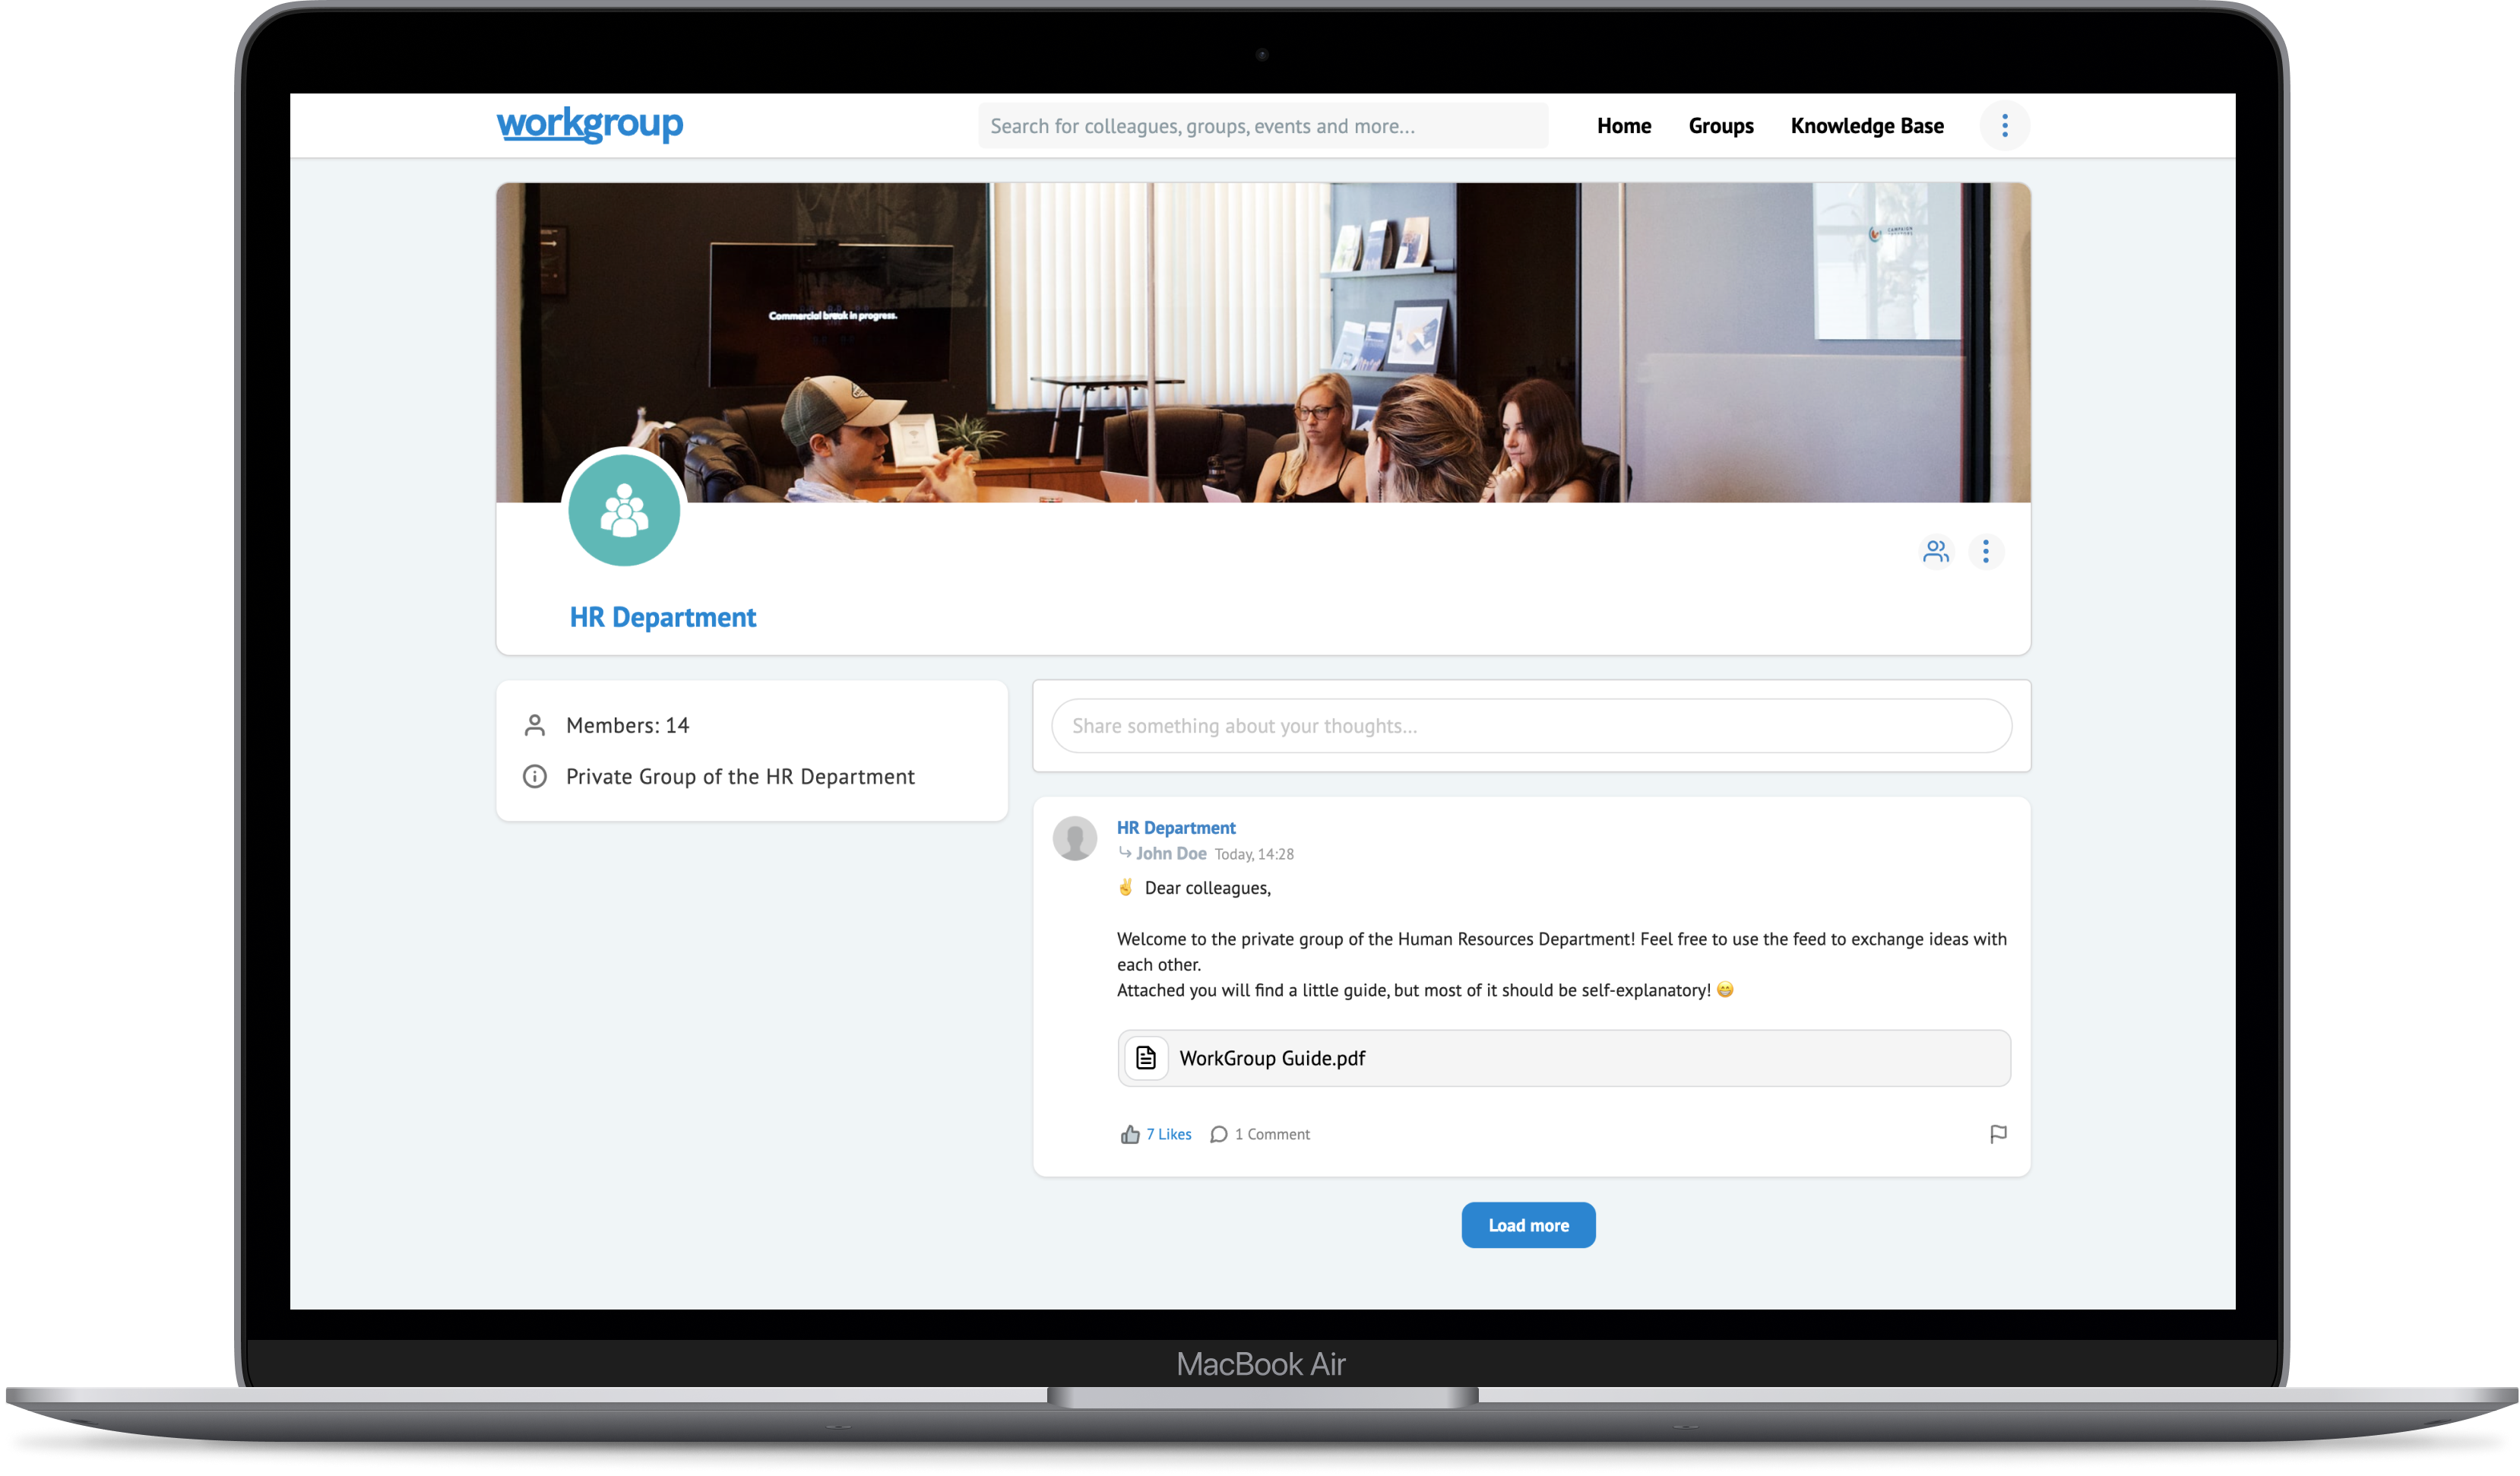 workgroup
Search for colleagues, groups, events and more...
Home
Groups
Knowledge Base
Commercial break in progress.
HR Department
Members: 14
Private Group of the HR Department
Share something about your thoughts...
HR Department
John Doe Today, 14:28
✌️ Dear colleagues,
Welcome to the private group of the Human Resources Department! Feel free to use the feed to exchange ideas with
each other.
Attached you will find a little guide, but most of it should be self-explanatory! 😁
WorkGroup Guide.pdf
7 Likes
1 Comment
Load more
MacBook Air